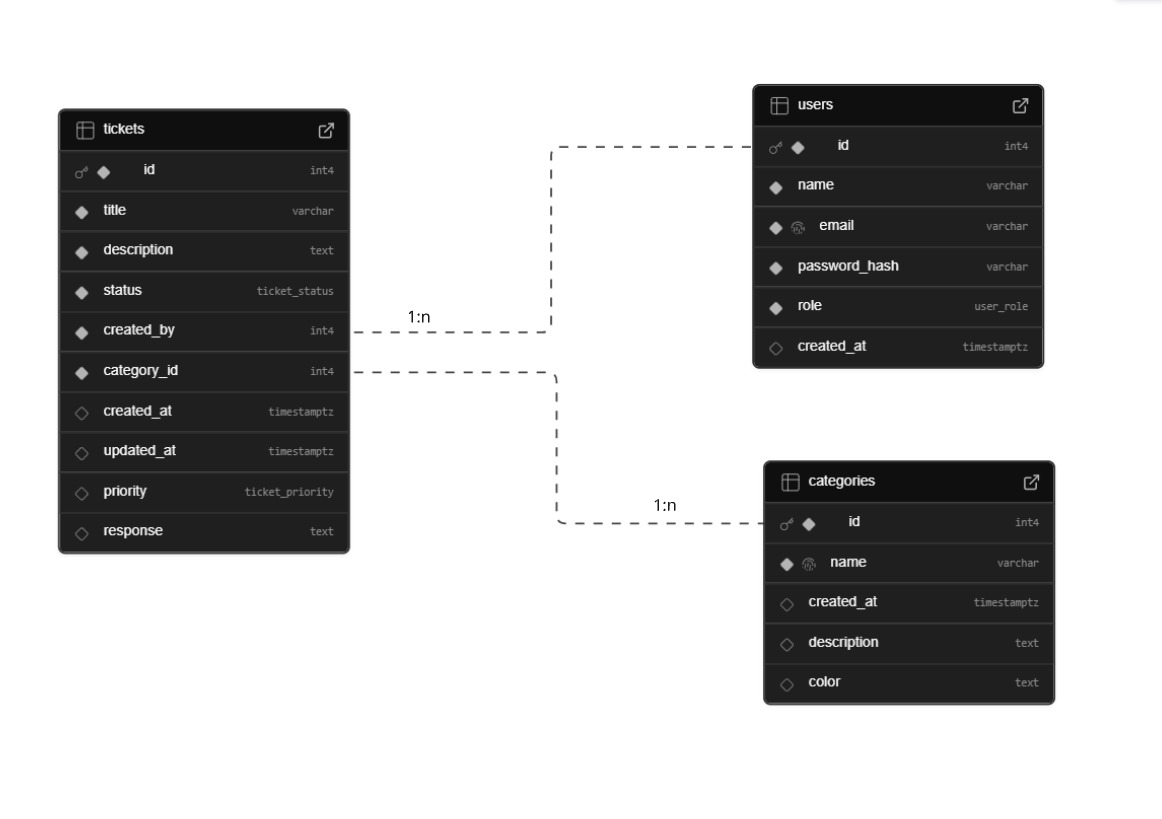 tickets
id int4
title varchar
description text
status ticket_status
created_by int4
category_id int4
created_at timestamptz
updated_at timestamptz
priority ticket_priority
response text
1:n
users
id int4
name varchar
email varchar
password_hash varchar
role user_role
created_at timestamptz
1:n
categories
id int4
name varchar
created_at timestamptz
description text
color text